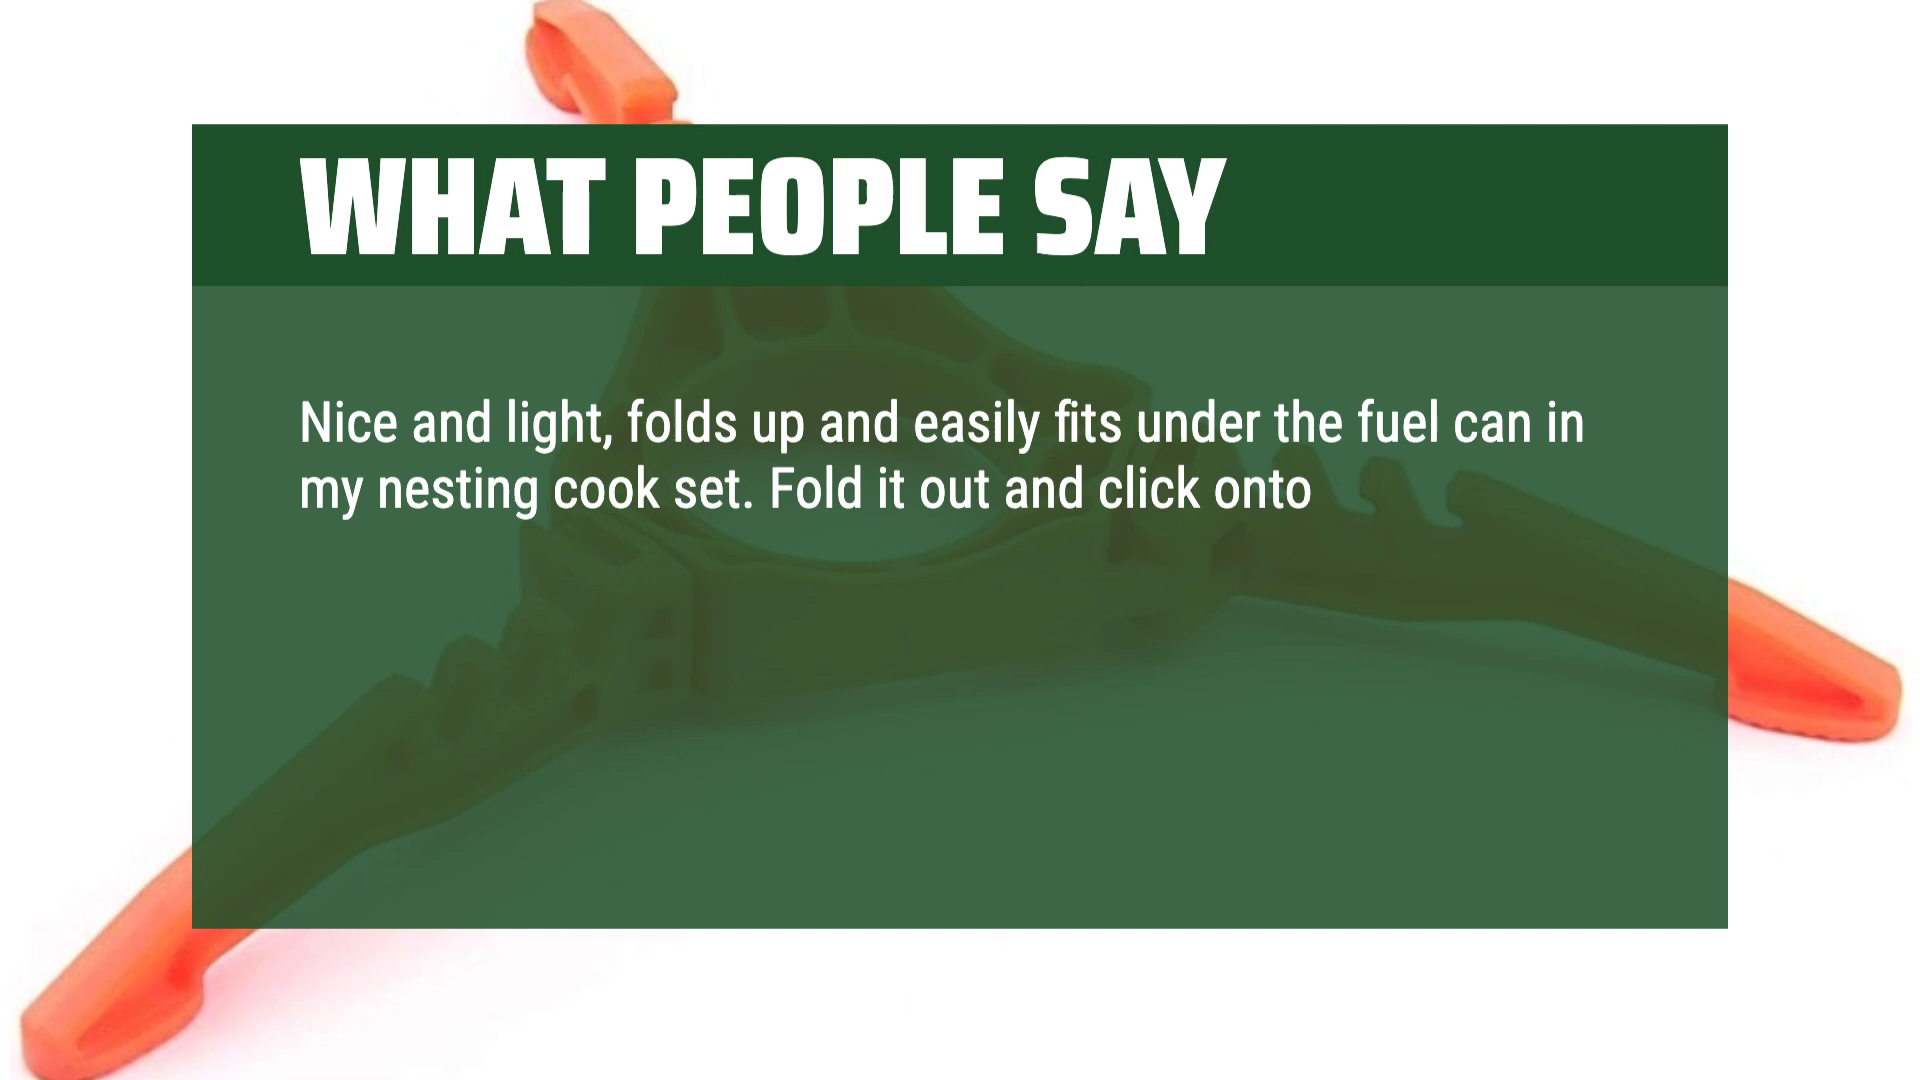 WHAT PEOPLE SAY
Nice and light, folds up and easily fits under the fuel can in
my nesting cook set. Fold it out and click onto